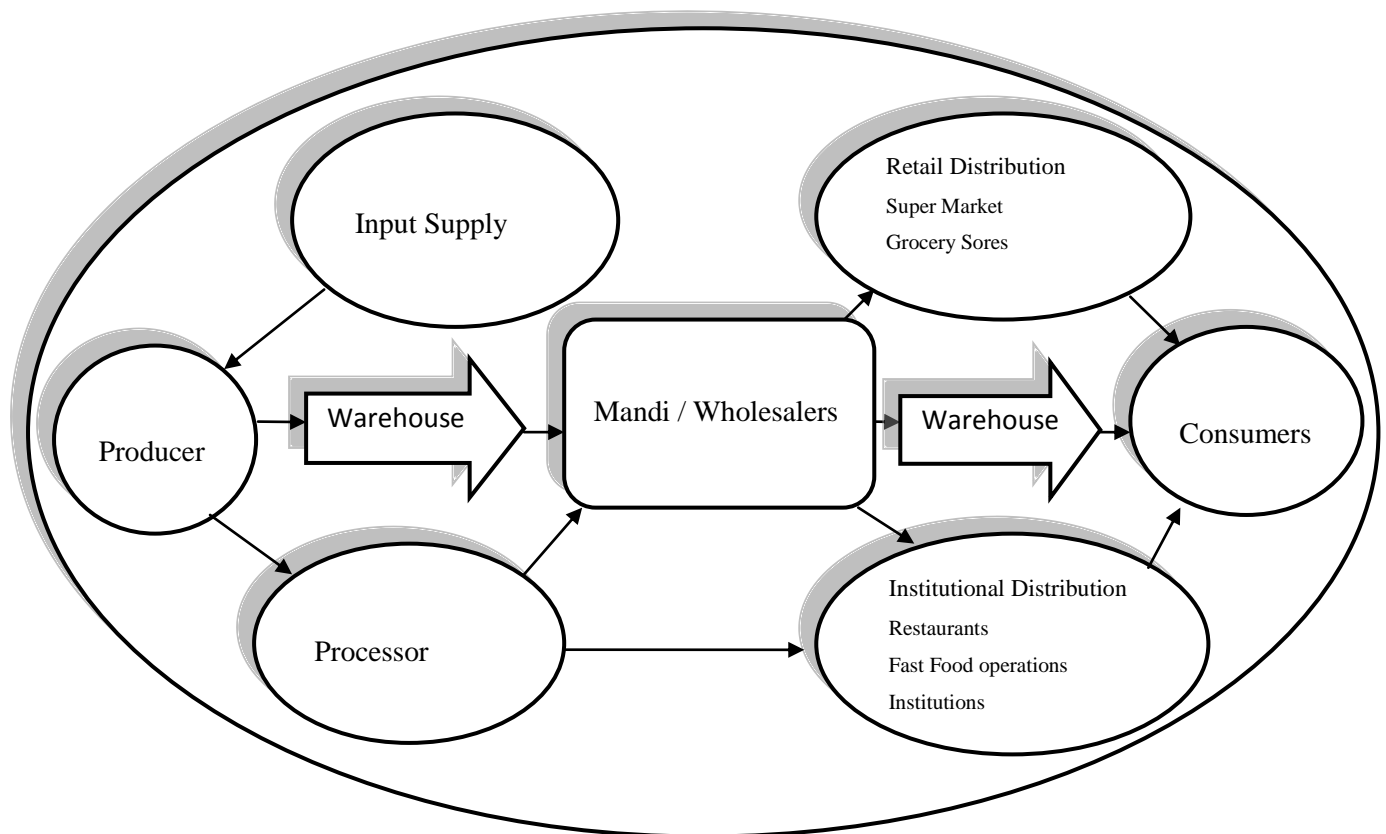 Input Supply
Retail Distribution
Super Market
Grocery Sores
Producer
Warehouse
Mandi / Wholesalers
Warehouse
Consumers
Processor
Institutional Distribution
Restaurants
Fast Food operations
Institutions